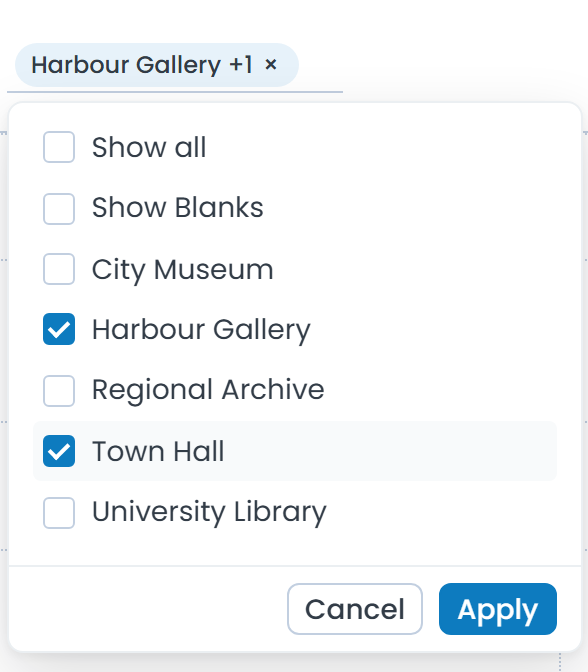 Harbour Gallery +1 ×
Show all
Show Blanks
City Museum
Harbour Gallery
Regional Archive
Town Hall
University Library
Cancel Apply